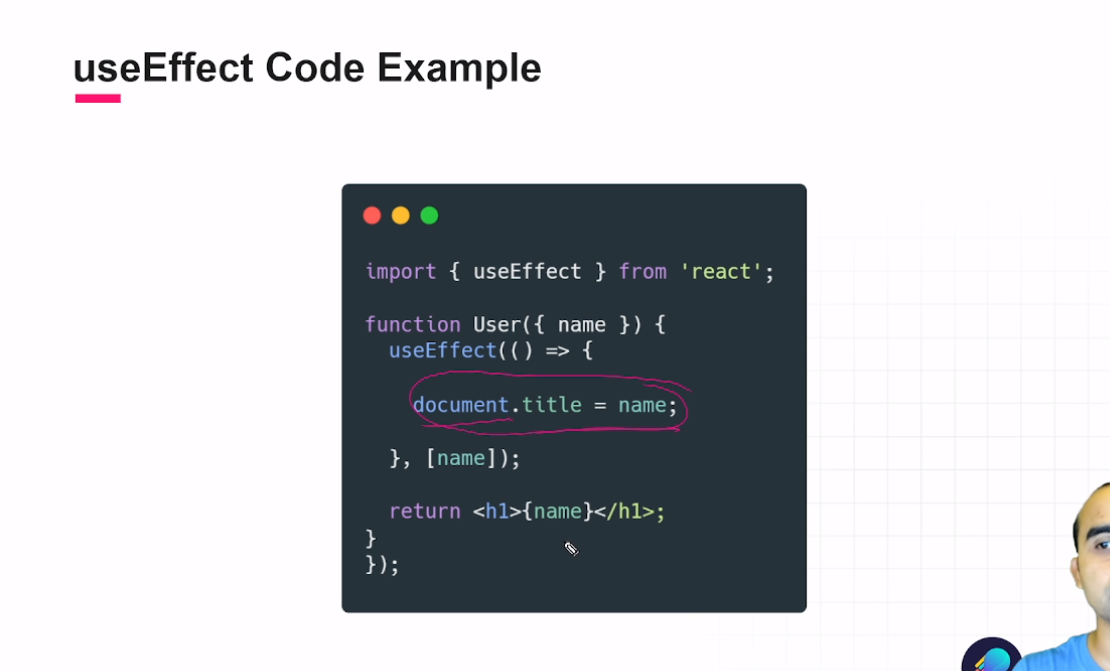 useEffect Code Example
import { useEffect } from 'react';
function User({ name }) {
useEffect(() => {
document.title = name;
}, [name]);
return <h1>{name}</h1>;
}
});